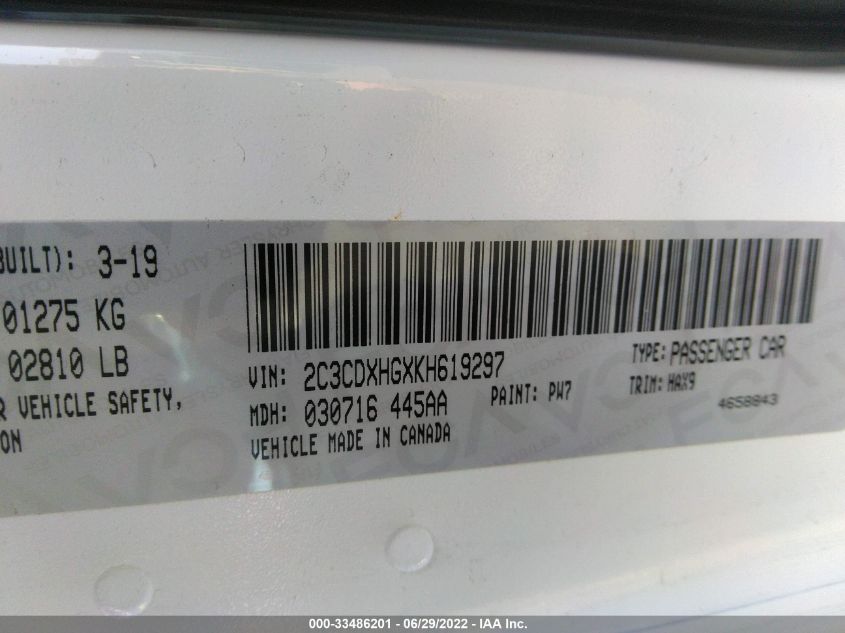 BUILT): 3-19
01275 KG
02810 LB
R VEHICLE SAFETY,
ON
VIN: 2C3CDXHGXKH619297
TYPE: PASSENGER CAR
MDH: 030716 445AA
PAINT: PW7
TRIM: HAX9
4658843
VEHICLE MADE IN CANADA
000-33486201 - 06/29/2022 - IAA Inc.